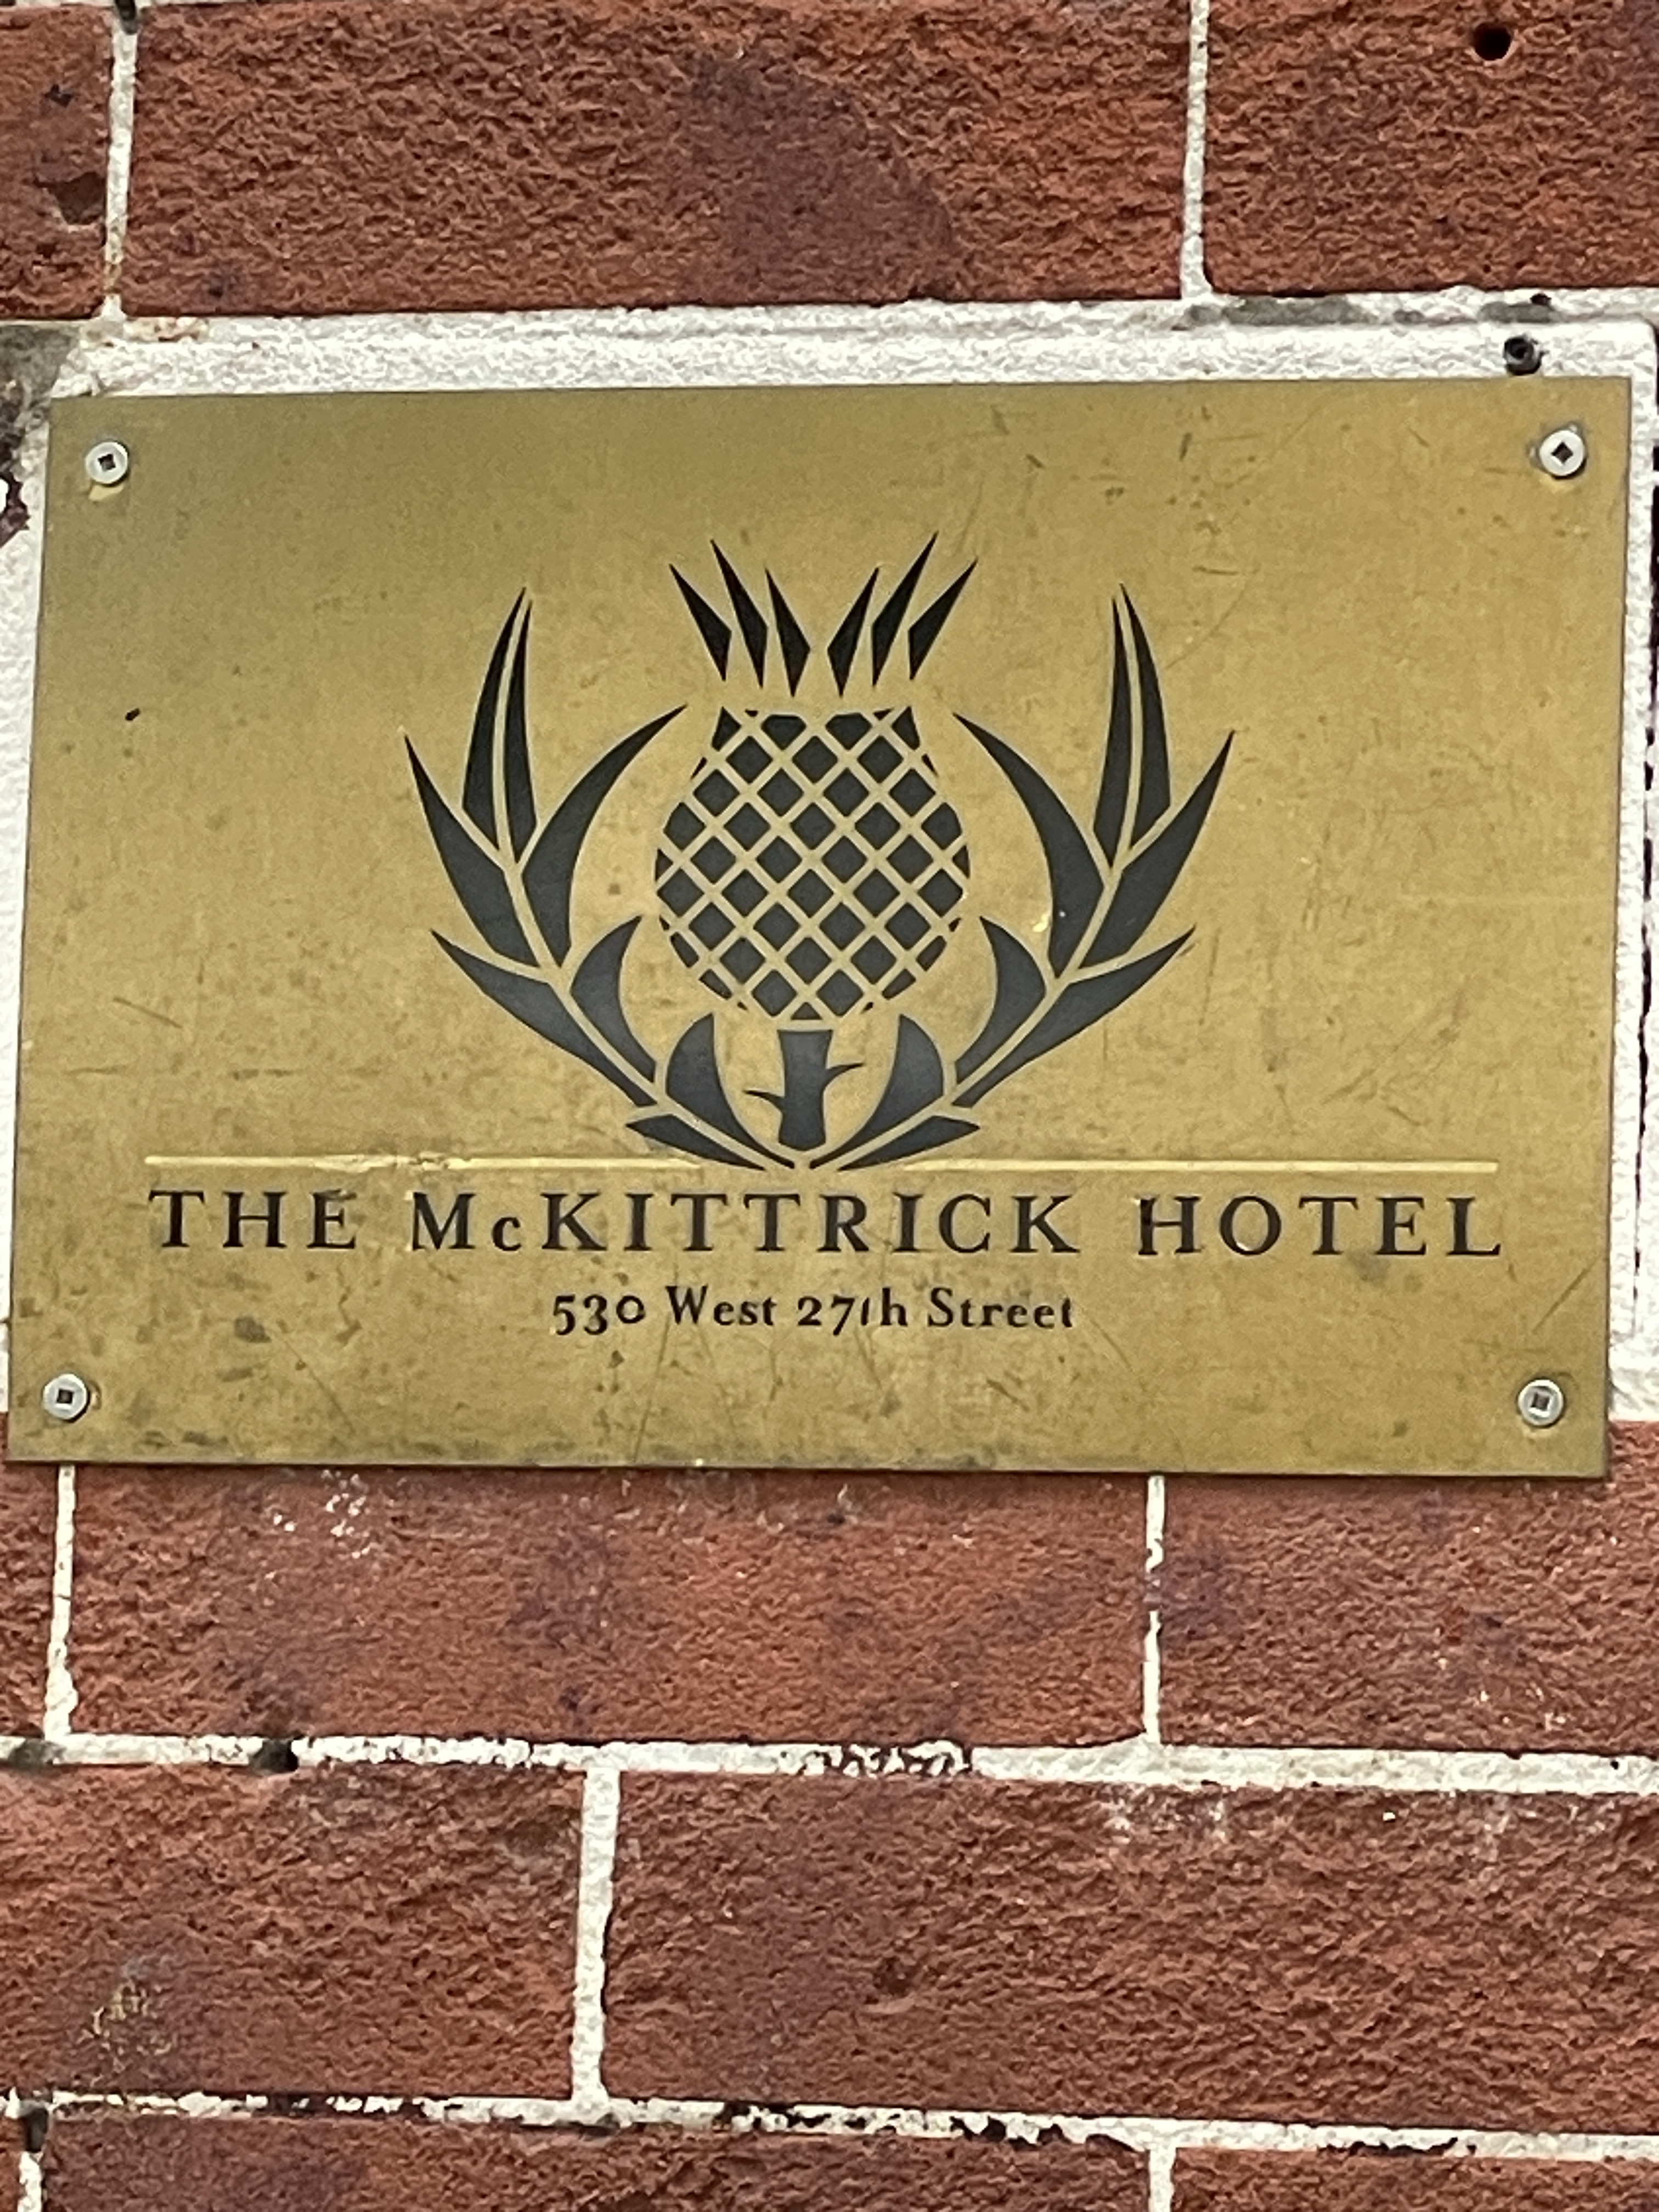 THE McKITTRICK HOTEL
530 West 27th Street